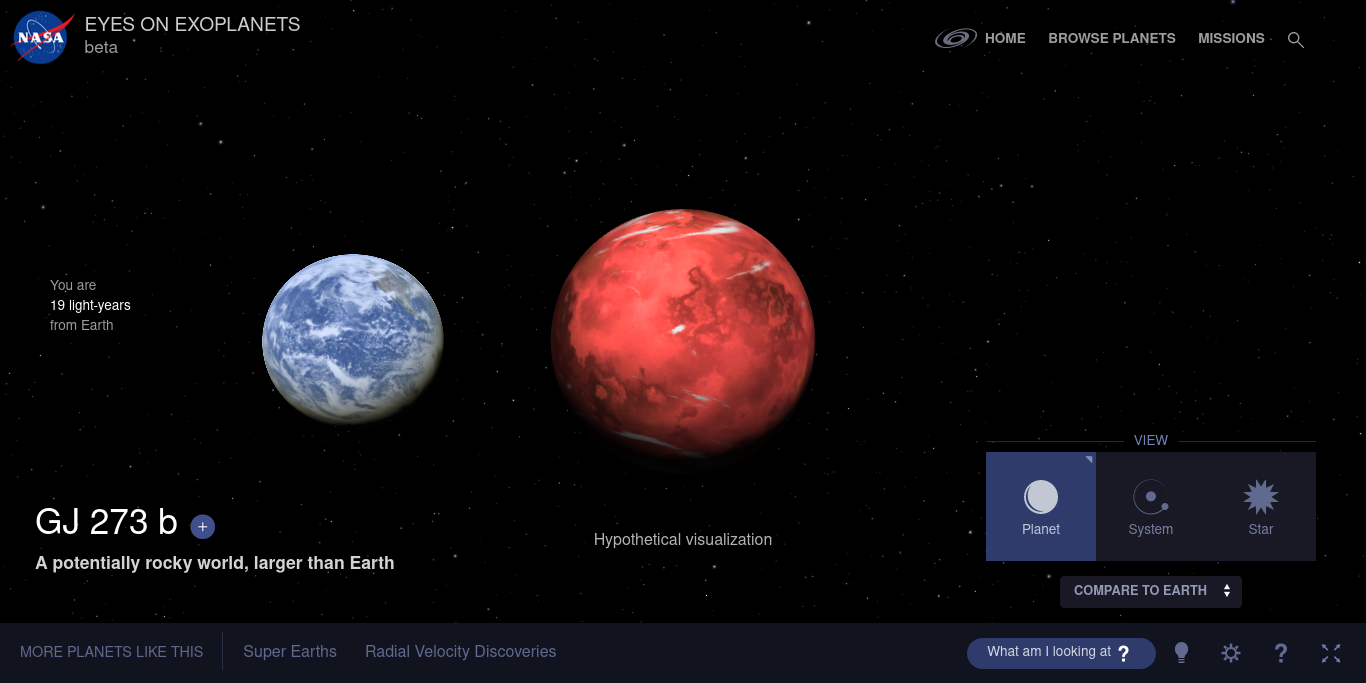 NASA
EYES ON EXOPLANETS
beta
HOME
BROWSE PLANETS
MISSIONS
You are
19 light-years
from Earth
GJ 273 b +
A potentially rocky world, larger than Earth
Hypothetical visualization
VIEW
Planet
System
Star
COMPARE TO EARTH
MORE PLANETS LIKE THIS
Super Earths
Radial Velocity Discoveries
What am I looking at ?
?